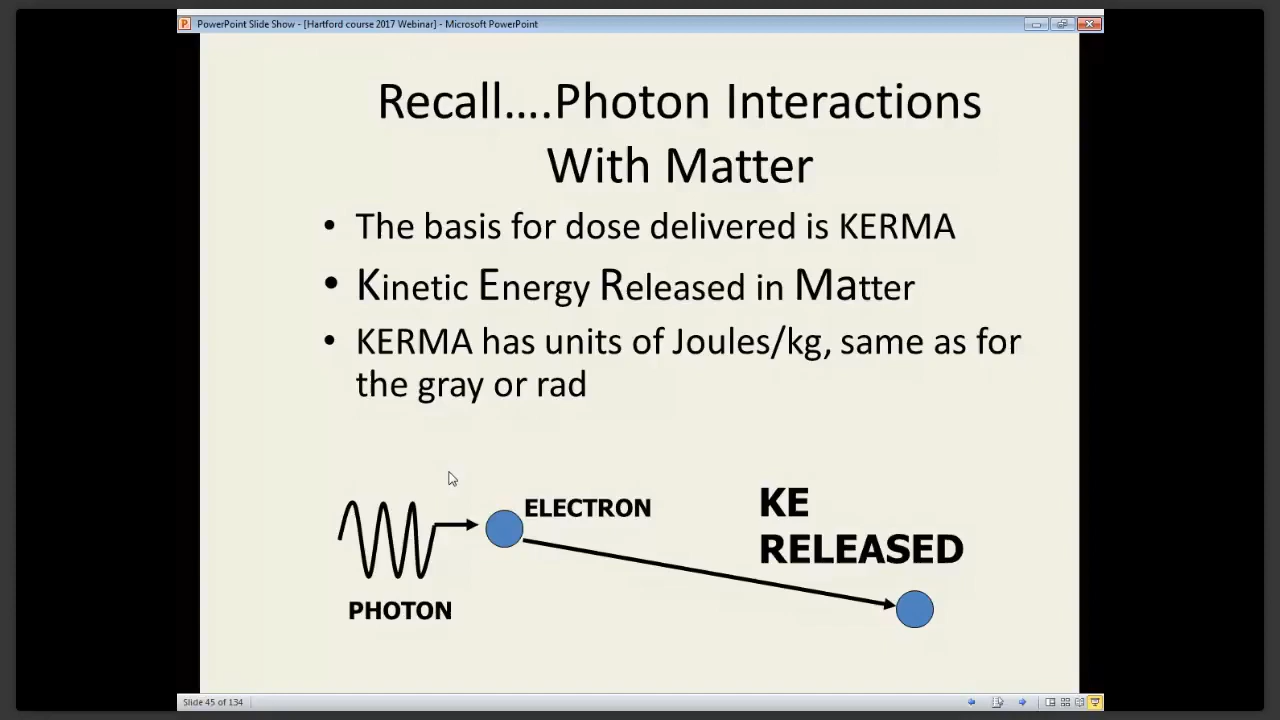 PowerPoint Slide Show - [Hartford course 2017 Webinar] - Microsoft PowerPoint
Recall....Photon Interactions
With Matter
• The basis for dose delivered is KERMA
• Kinetic Energy Released in Matter
• KERMA has units of Joules/kg, same as for
the gray or rad
ELECTRON
KE
RELEASED
PHOTON
Slide 45 of 134